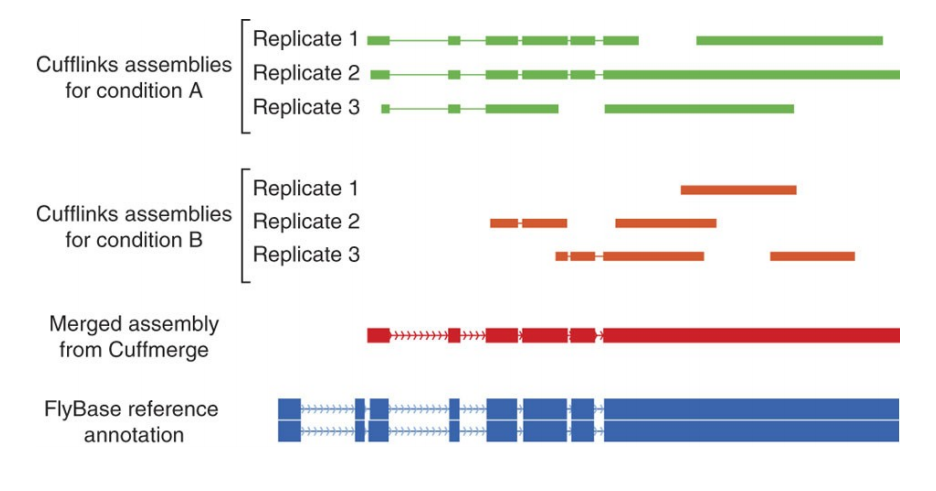 Cufflinks assemblies
for condition A
Replicate 1
Replicate 2
Replicate 3
Cufflinks assemblies
for condition B
Replicate 1
Replicate 2
Replicate 3
Merged assembly
from Cuffmerge
FlyBase reference
annotation